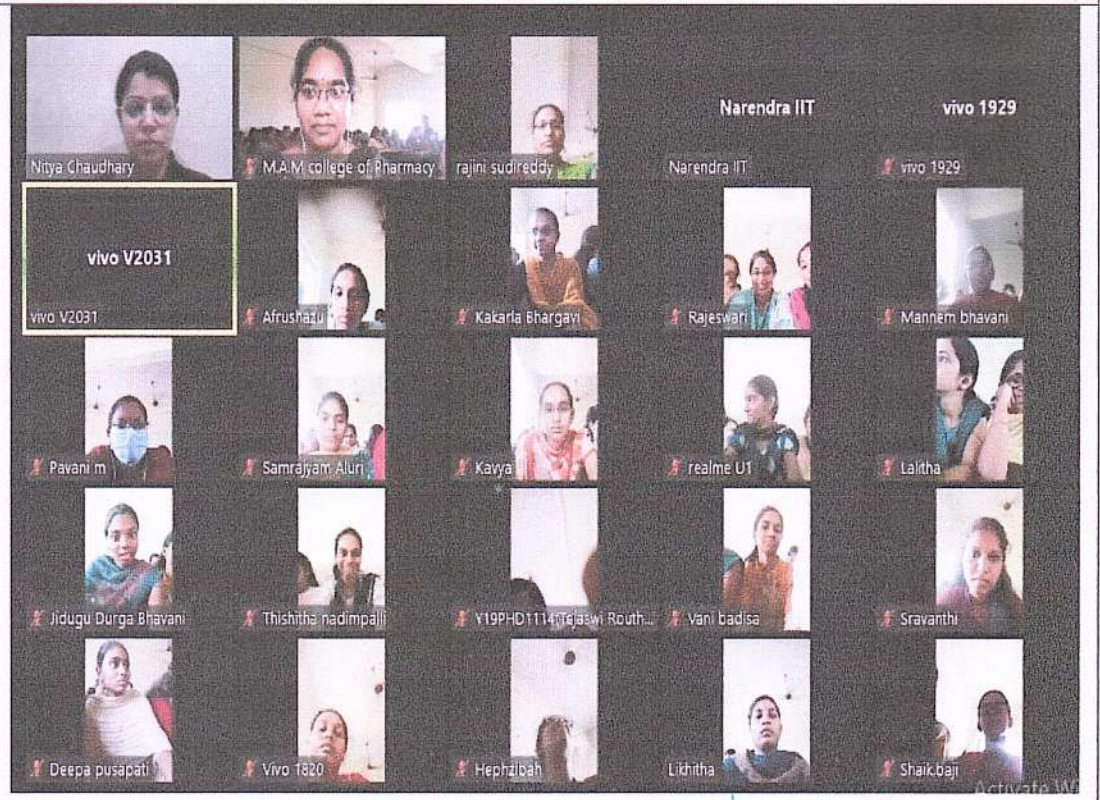 Narendra IIT
vivo 1929
Nitya Chaudhary
M.A.M college of Pharmacy
rajini sudireddy
Narendra IIT
vivo 1929
vivo V2031
vivo V2031
Afrushazu
Kakarla Bhargavi
Rajeswari
Mannem bhavani
Pavani m
Samrajyam Aluri
Kavya
realme U1
Lalitha
Jidugu Durga Bhavani
Thishitha nadimpalli
Y19PHD1114-Tejaswi Routh...
Vani badisa
Sravanthi
Deepa pusapati
Vivo 1820
Hephzibah
Likhitha
Shaik.baji
Activate W